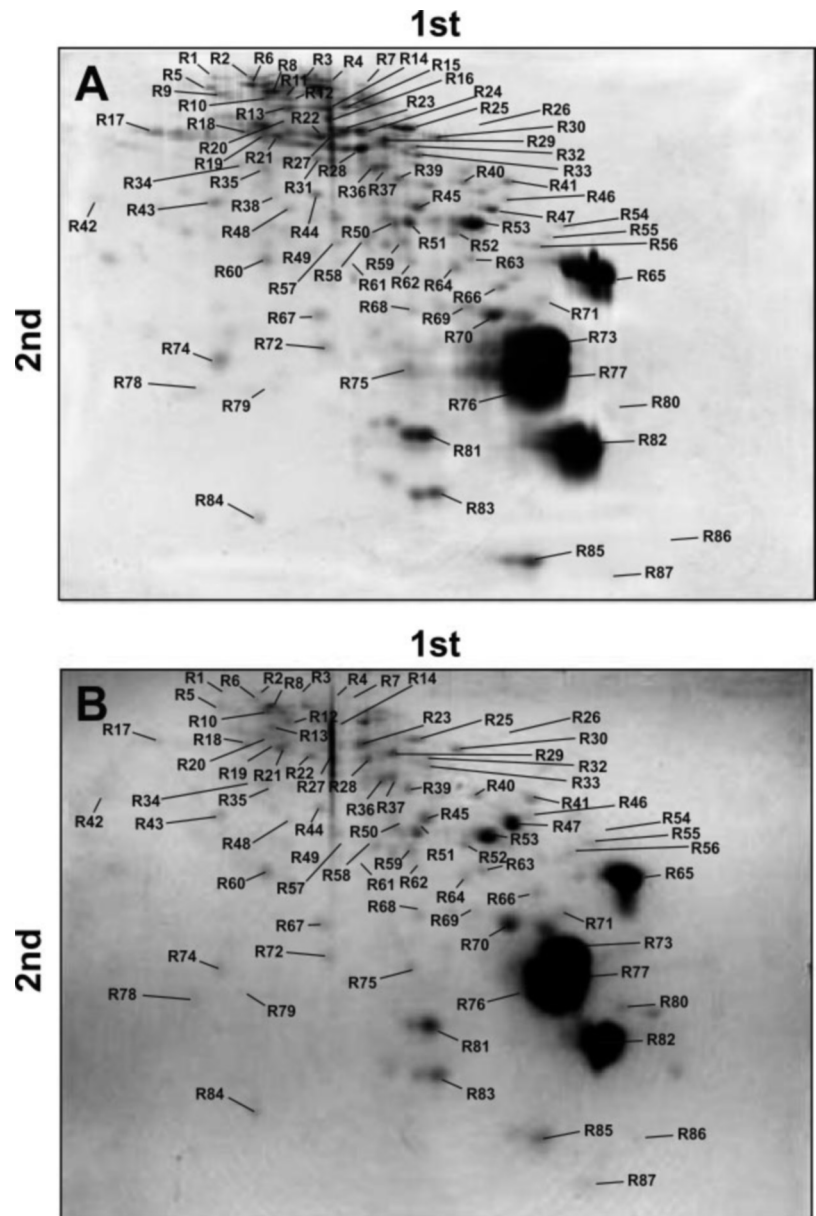 1st
A
R1 R2 R6 R8 R3 R4 R7 R14
R5 R11 R15
R9 R16
R10 R12 R24
R13 R23
R17 R18 R22 R25 R26
R20 R30
R19 R21 R27 R29
R28 R32
R34 R33
R35 R31 R36 R37 R39 R40
R41
R43 R38 R45 R46
R42 R48 R44 R47
R50 R53 R54
R51 R52 R55
R49 R59 R56
R60 R58 R62 R63
R57 R61 R64 R65
R66
R67 R68 R69 R71
R70
R74 R72 R73
R75 R77
R78
R79 R76 R80
R81 R82
R84 R83
R86
R85
R87
2nd
1st
B
R1 R6 R2 R8 R3 R4 R7 R14
R5
R10 R12 R23 R25 R26
R17 R18 R13 R30
R20 R29
R19 R21 R22 R32
R27 R28 R33
R34 R35 R39 R40
R36 R37 R41
R42 R43 R44 R45 R46
R48 R50 R47 R54
R53 R55
R49 R59 R51 R52 R56
R60 R57 R58 R61 R62 R63 R65
R64 R66
R67 R68 R69 R71
R70
R74 R72 R73
R75 R77
R78 R79 R76 R80
R81 R82
R84 R83
R85 R86
R87
2nd